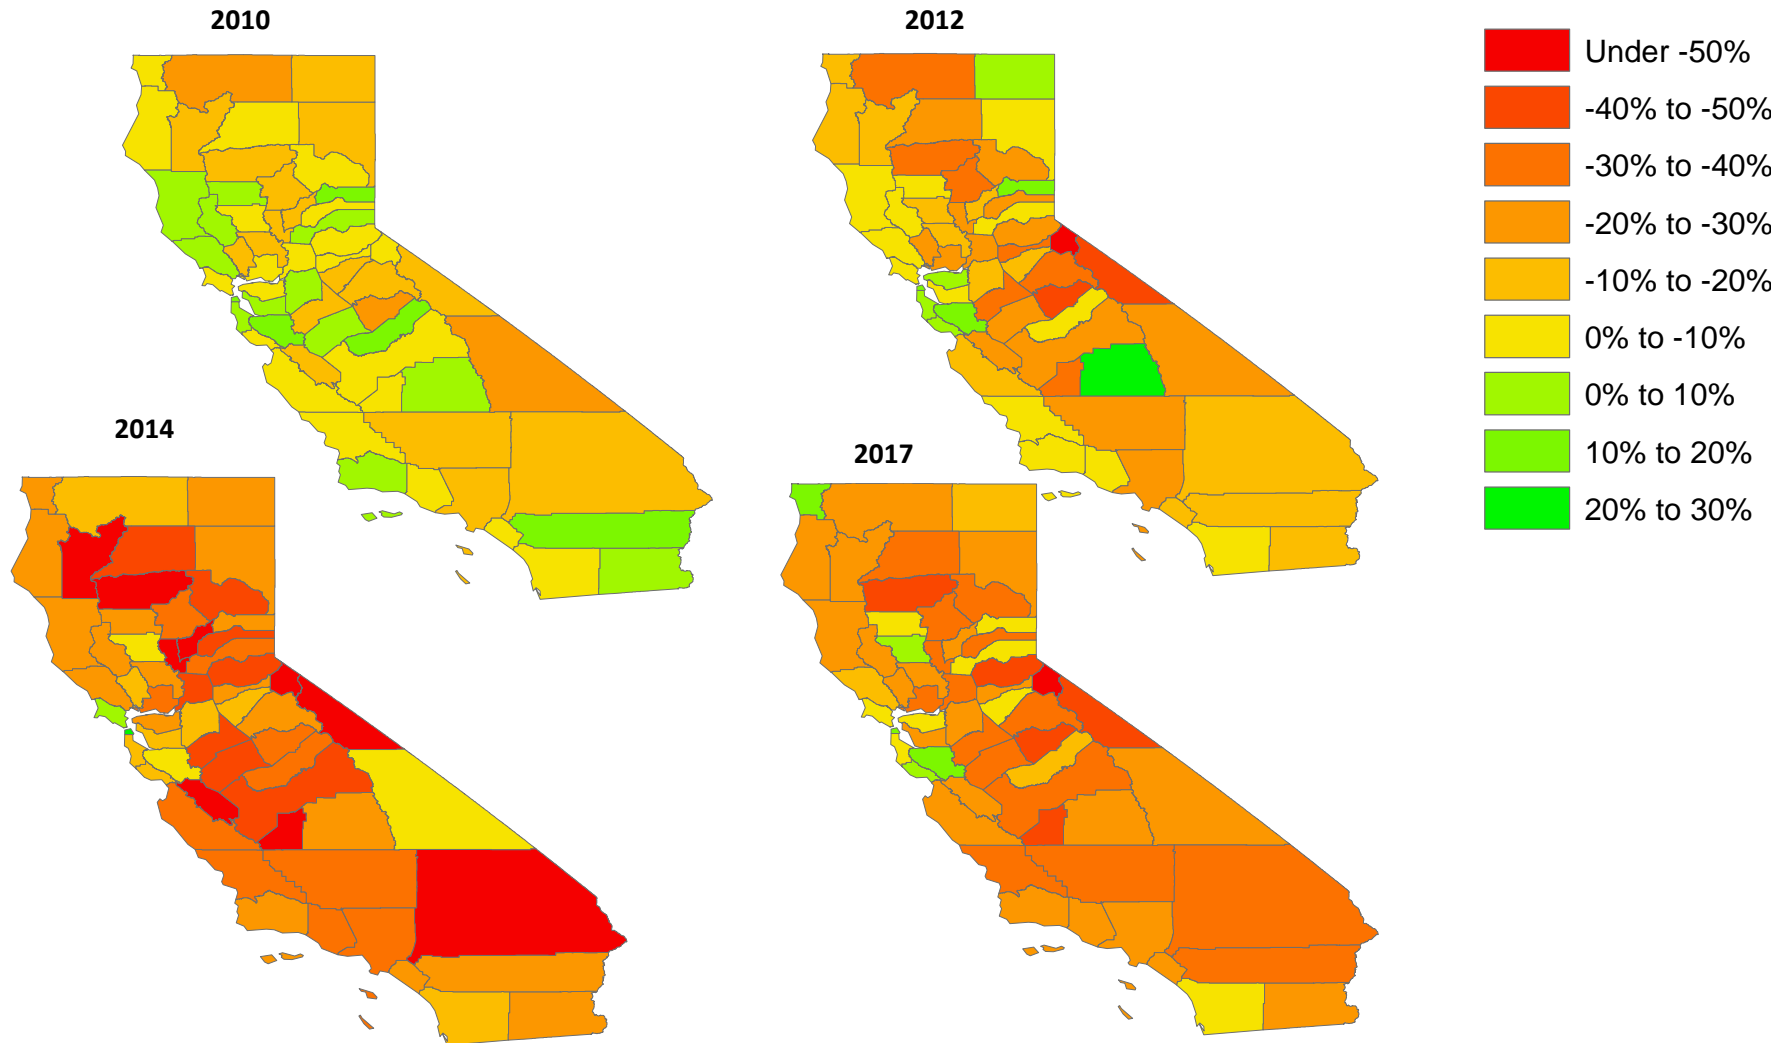 2010
2012
2014
2017
Under -50%
-40% to -50%
-30% to -40%
-20% to -30%
-10% to -20%
0% to -10%
0% to 10%
10% to 20%
20% to 30%